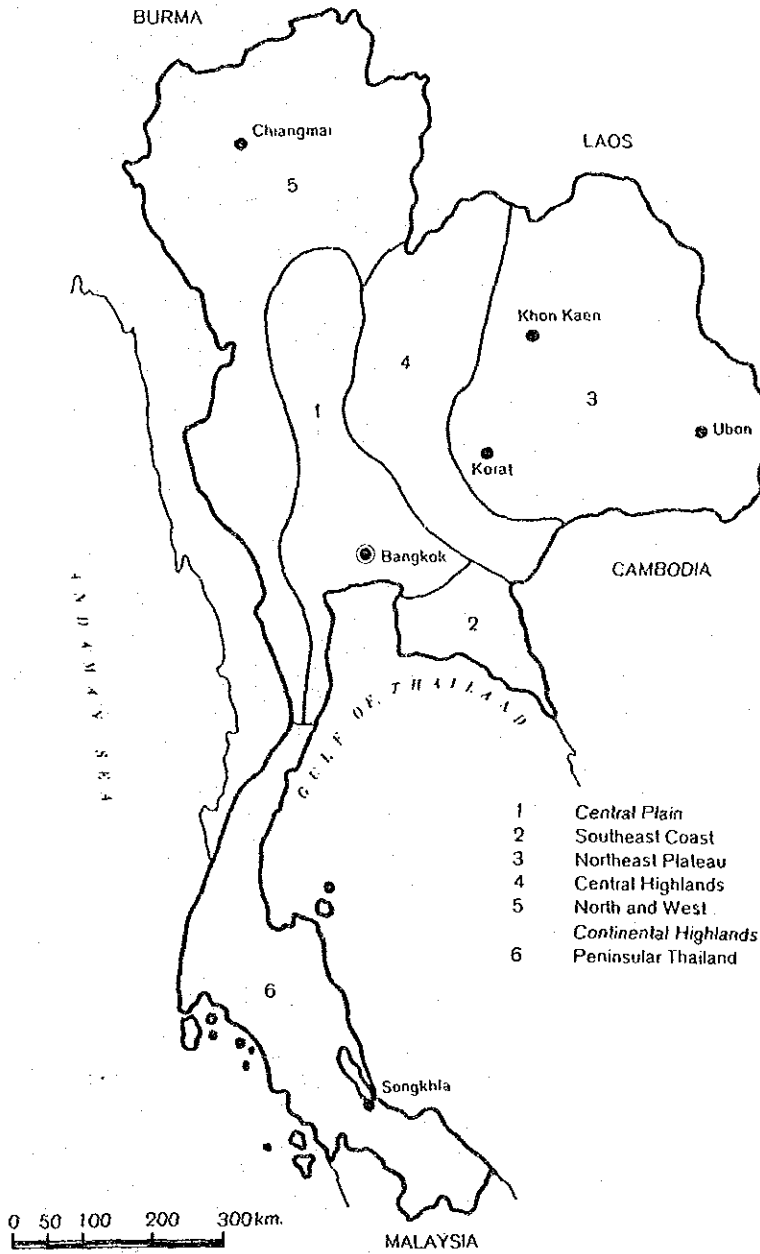 BURMA
Chiangmai
LAOS
5
Khon Kaen
4
3
1
Ubon
Korat
Bangkok
CAMBODIA
2
ANDAMAN SEA
GULF OF THAILAAD
1 Central Plain
2 Southeast Coast
3 Northeast Plateau
4 Central Highlands
5 North and West
Continental Highlands
6 Peninsular Thailand
6
Songkhla
0 50 100 200 300km.
MALAYSIA